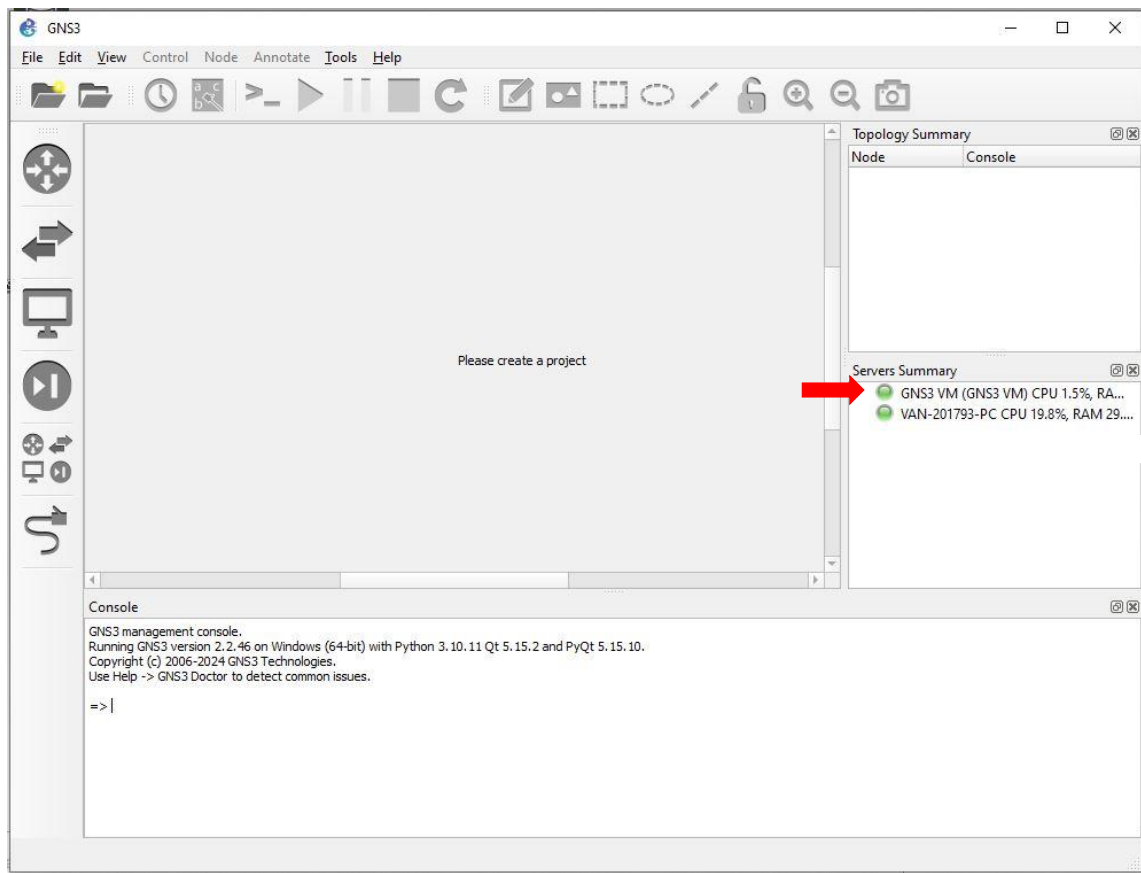 GNS3
File Edit View Control Node Annotate Tools Help
Topology Summary
Node Console
Please create a project
Servers Summary
GNS3 VM (GNS3 VM) CPU 1.5%, RA...
VAN-201793-PC CPU 19.8%, RAM 29....
Console
GNS3 management console.
Running GNS3 version 2.2.46 on Windows (64-bit) with Python 3.10.11 Qt 5.15.2 and PyQt 5.15.10.
Copyright (c) 2006-2024 GNS3 Technologies.
Use Help -> GNS3 Doctor to detect common issues.
=>